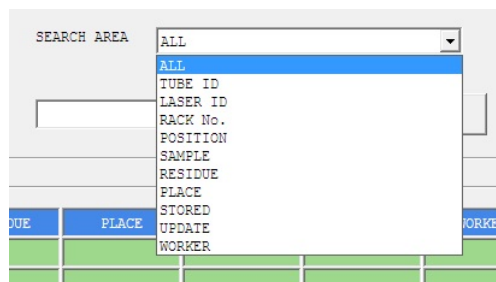 SEARCH AREA
ALL
ALL
TUBE ID
LASER ID
RACK No.
POSITION
SAMPLE
RESIDUE
PLACE
STORED
UPDATE
WORKER
PLACE